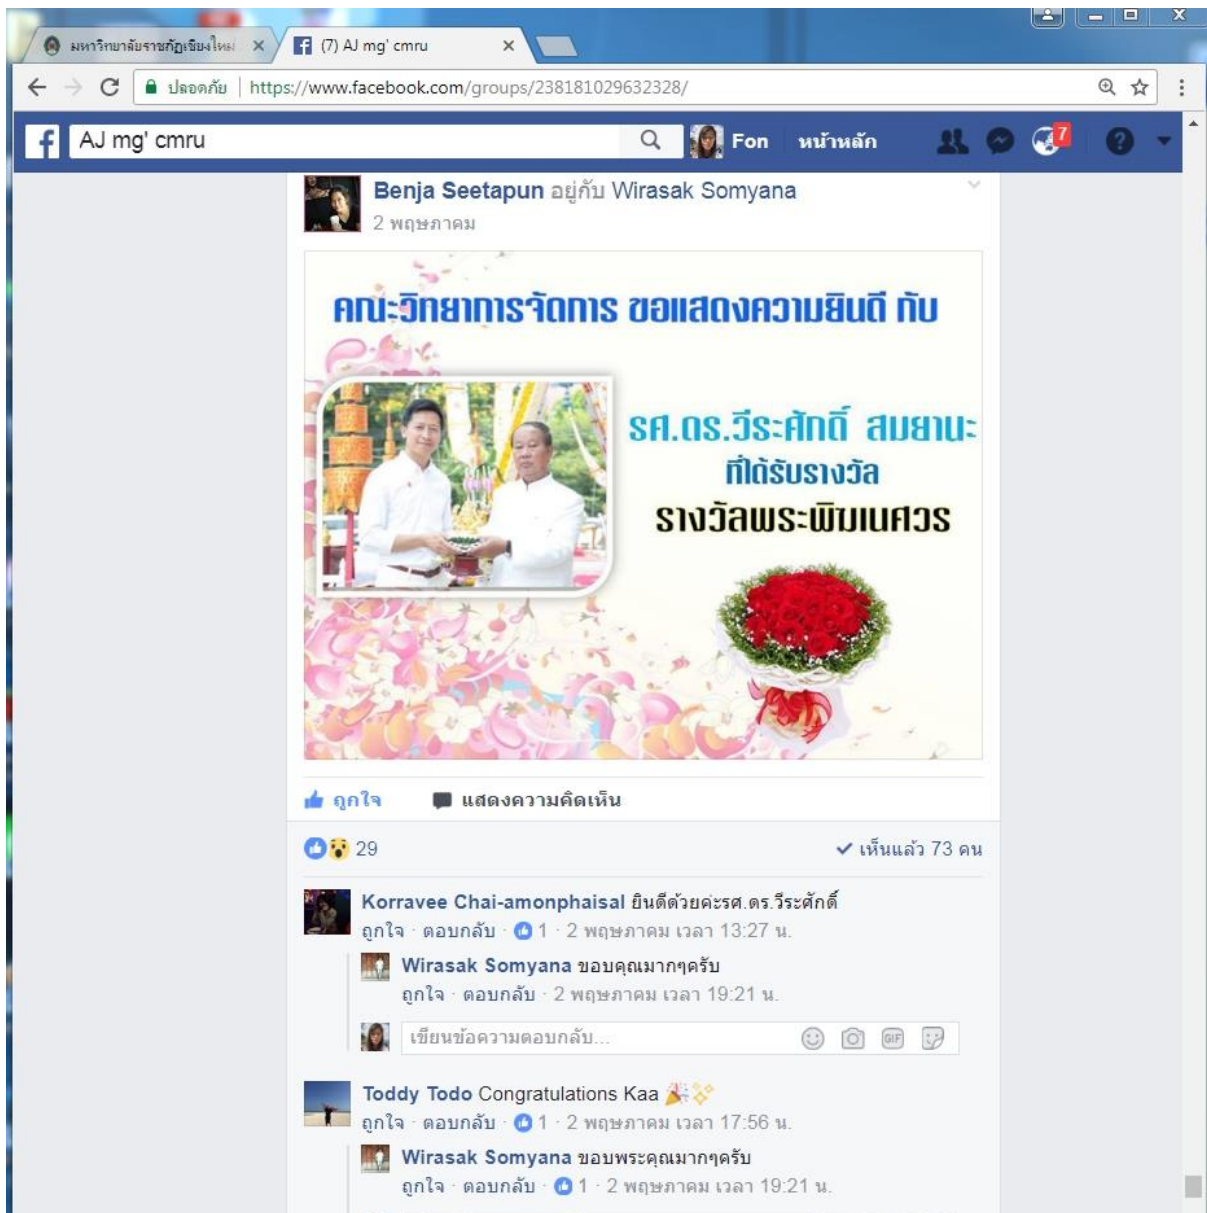 มหาวิทยาลัยราชภัฏเชียงใหม่
(7) AJ mg' cmru
ปลอดภัย
https://www.facebook.com/groups/238181029632328/
AJ mg' cmru
Fon หน้าหลัก
7
Benja Seetapun อยู่กับ Wirasak Somyana
2 พฤษภาคม
คณะวิทยาการจัดการ ขอแสดงความยินดี กับ
รศ.ดร.วีระศักดิ์ สมยานะ
ที่ได้รับรางวัล
รางวัลพระพิฆเนศวร
ถูกใจ แสดงความคิดเห็น
29 เห็นแล้ว 73 คน
Korravee Chai-amonphaisal ยินดีด้วยค่ะรศ.ดร.วีระศักดิ์
ถูกใจ · ตอบกลับ · 1 · 2 พฤษภาคม เวลา 13:27 น.
Wirasak Somyana ขอบคุณมากๆครับ
ถูกใจ · ตอบกลับ · 2 พฤษภาคม เวลา 19:21 น.
เขียนข้อความตอบกลับ...
GIF
Toddy Todo Congratulations Kaa 🎉✨
ถูกใจ · ตอบกลับ · 1 · 2 พฤษภาคม เวลา 17:56 น.
Wirasak Somyana ขอบพระคุณมากๆครับ
ถูกใจ · ตอบกลับ · 1 · 2 พฤษภาคม เวลา 19:21 น.